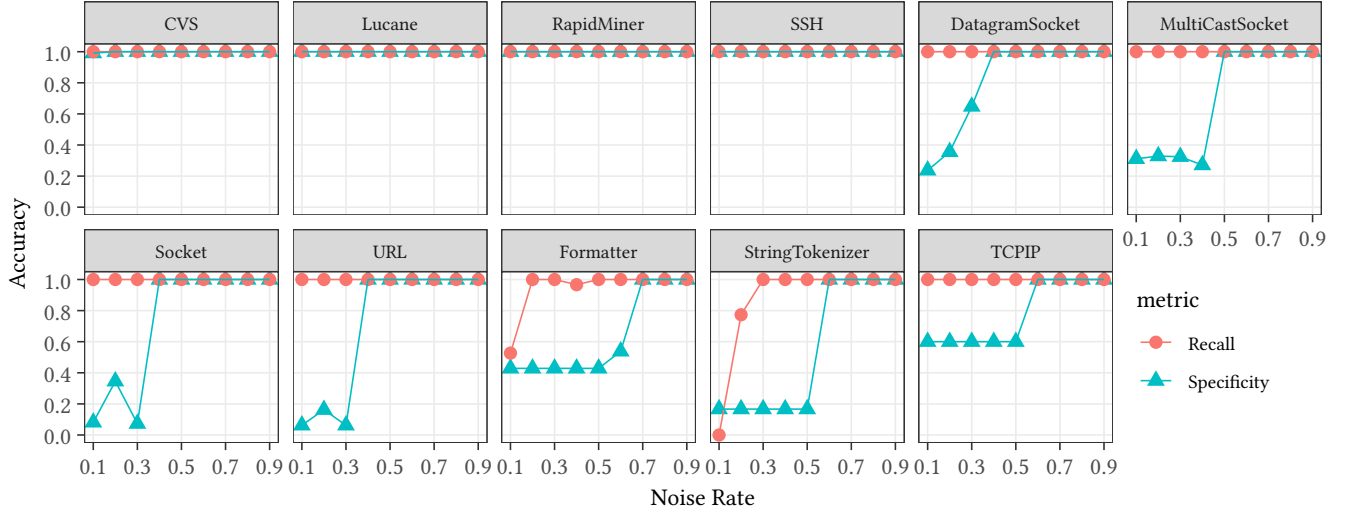 CVS
Lucane
RapidMiner
SSH
DatagramSocket
MultiCastSocket
1.0
0.8
0.6
0.4
0.2
0.0
0.1 0.3 0.5 0.7 0.9
Accuracy
Socket
URL
Formatter
StringTokenizer
TCPIP
1.0
0.8
0.6
0.4
0.2
0.0
0.1 0.3 0.5 0.7 0.9
0.1 0.3 0.5 0.7 0.9
0.1 0.3 0.5 0.7 0.9
0.1 0.3 0.5 0.7 0.9
0.1 0.3 0.5 0.7 0.9
Noise Rate
metric
Recall
Specificity